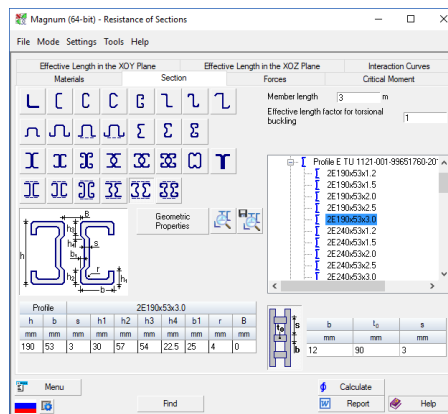 Magnum (64-bit) - Resistance of Sections
File Mode Settings Tools Help
Effective Length in the XOY Plane Effective Length in the XOZ Plane Interaction Curves
Materials Section Forces Critical Moment
Member length 3 m
Effective length factor for torsional buckling 1
Profile E TU 1121-001-99651760-20
2E190x53x1.2
2E190x53x1.5
2E190x53x2.0
2E190x53x2.5
2E190x53x3.0
2E240x53x1.2
2E240x53x1.5
2E240x53x2.0
2E240x53x2.5
2E240x53x3.0
Geometric Properties
B
h3
h4
s
h
b1
h2
r
h1
b
Profile 2E190x53x3.0
h b s h1 h2 h3 h4 b1 r B
mm mm mm mm mm mm mm mm mm mm
190 53 3 30 57 54 22.5 25 4 0
s
b
b s
mm mm mm
12 90 3
Menu Calculate
Find Report Help